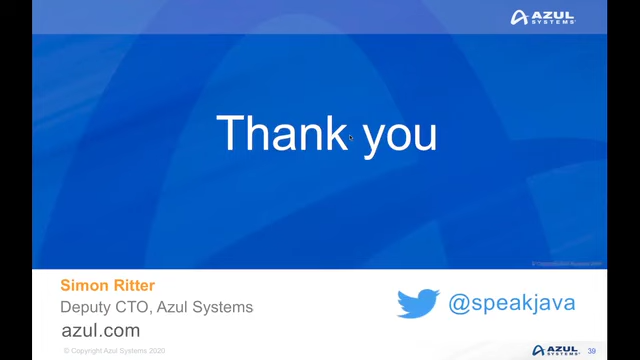 AZUL
SYSTEMS
Thank you
Simon Ritter
Deputy CTO, Azul Systems
azul.com
@speakjava
© Copyright Azul Systems 2020
AZUL
SYSTEMS
39